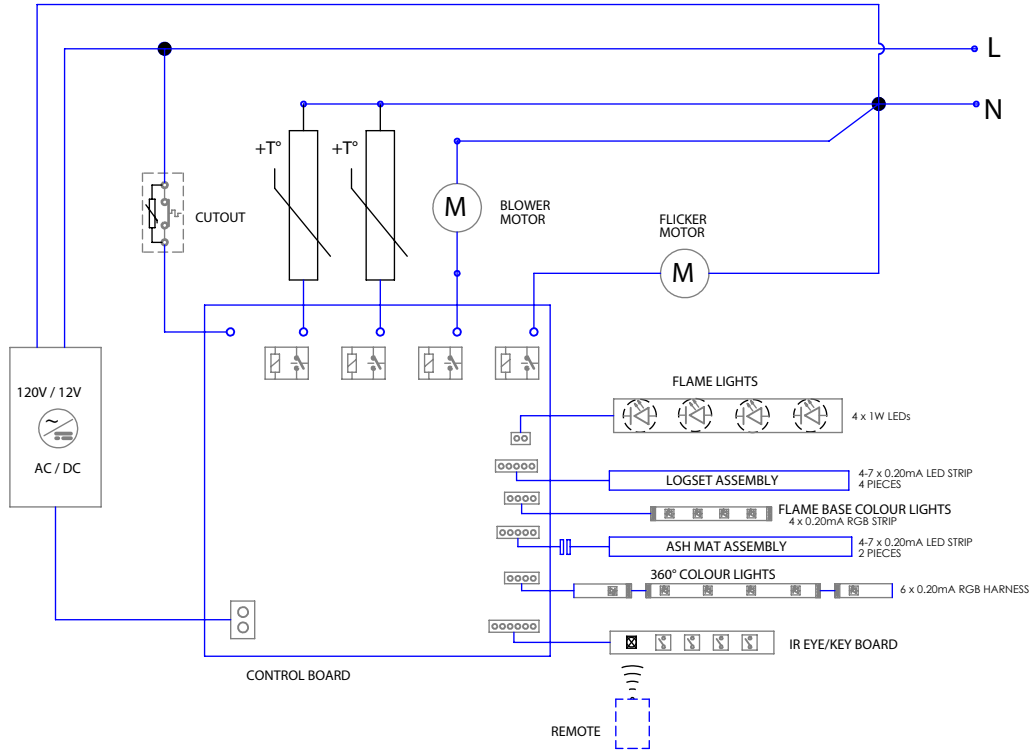 L
N
+T°
+T°
M
BLOWER
MOTOR
FLICKER
MOTOR
M
CUTOUT
120V / 12V
AC / DC
FLAME LIGHTS
4 x 1W LEDs
LOGSET ASSEMBLY
4-7 x 0.20mA LED STRIP
4 PIECES
FLAME BASE COLOUR LIGHTS
4 x 0.20mA RGB STRIP
ASH MAT ASSEMBLY
4-7 x 0.20mA LED STRIP
2 PIECES
360° COLOUR LIGHTS
6 x 0.20mA RGB HARNESS
IR EYE/KEY BOARD
CONTROL BOARD
REMOTE